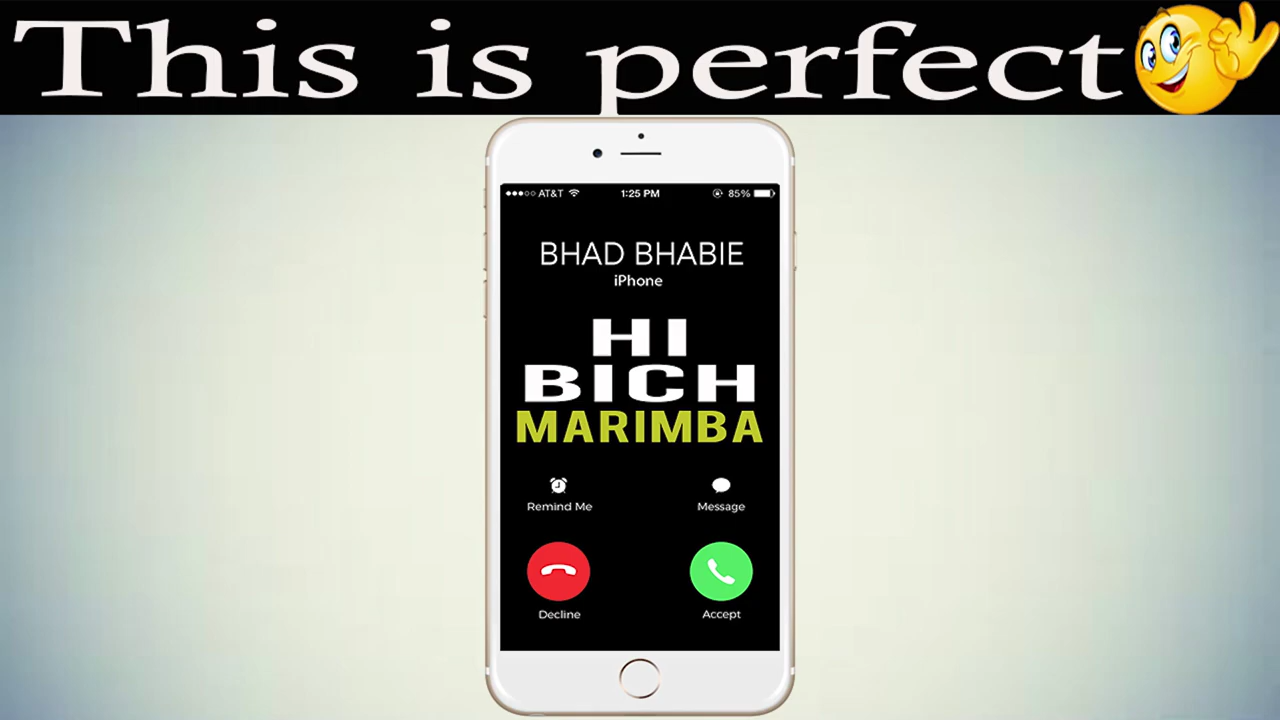 This is perfect
AT&T 1:25 PM 85%
BHAD BHABIE
iPhone
HI
BICH
MARIMBA
Remind Me Message
Decline Accept